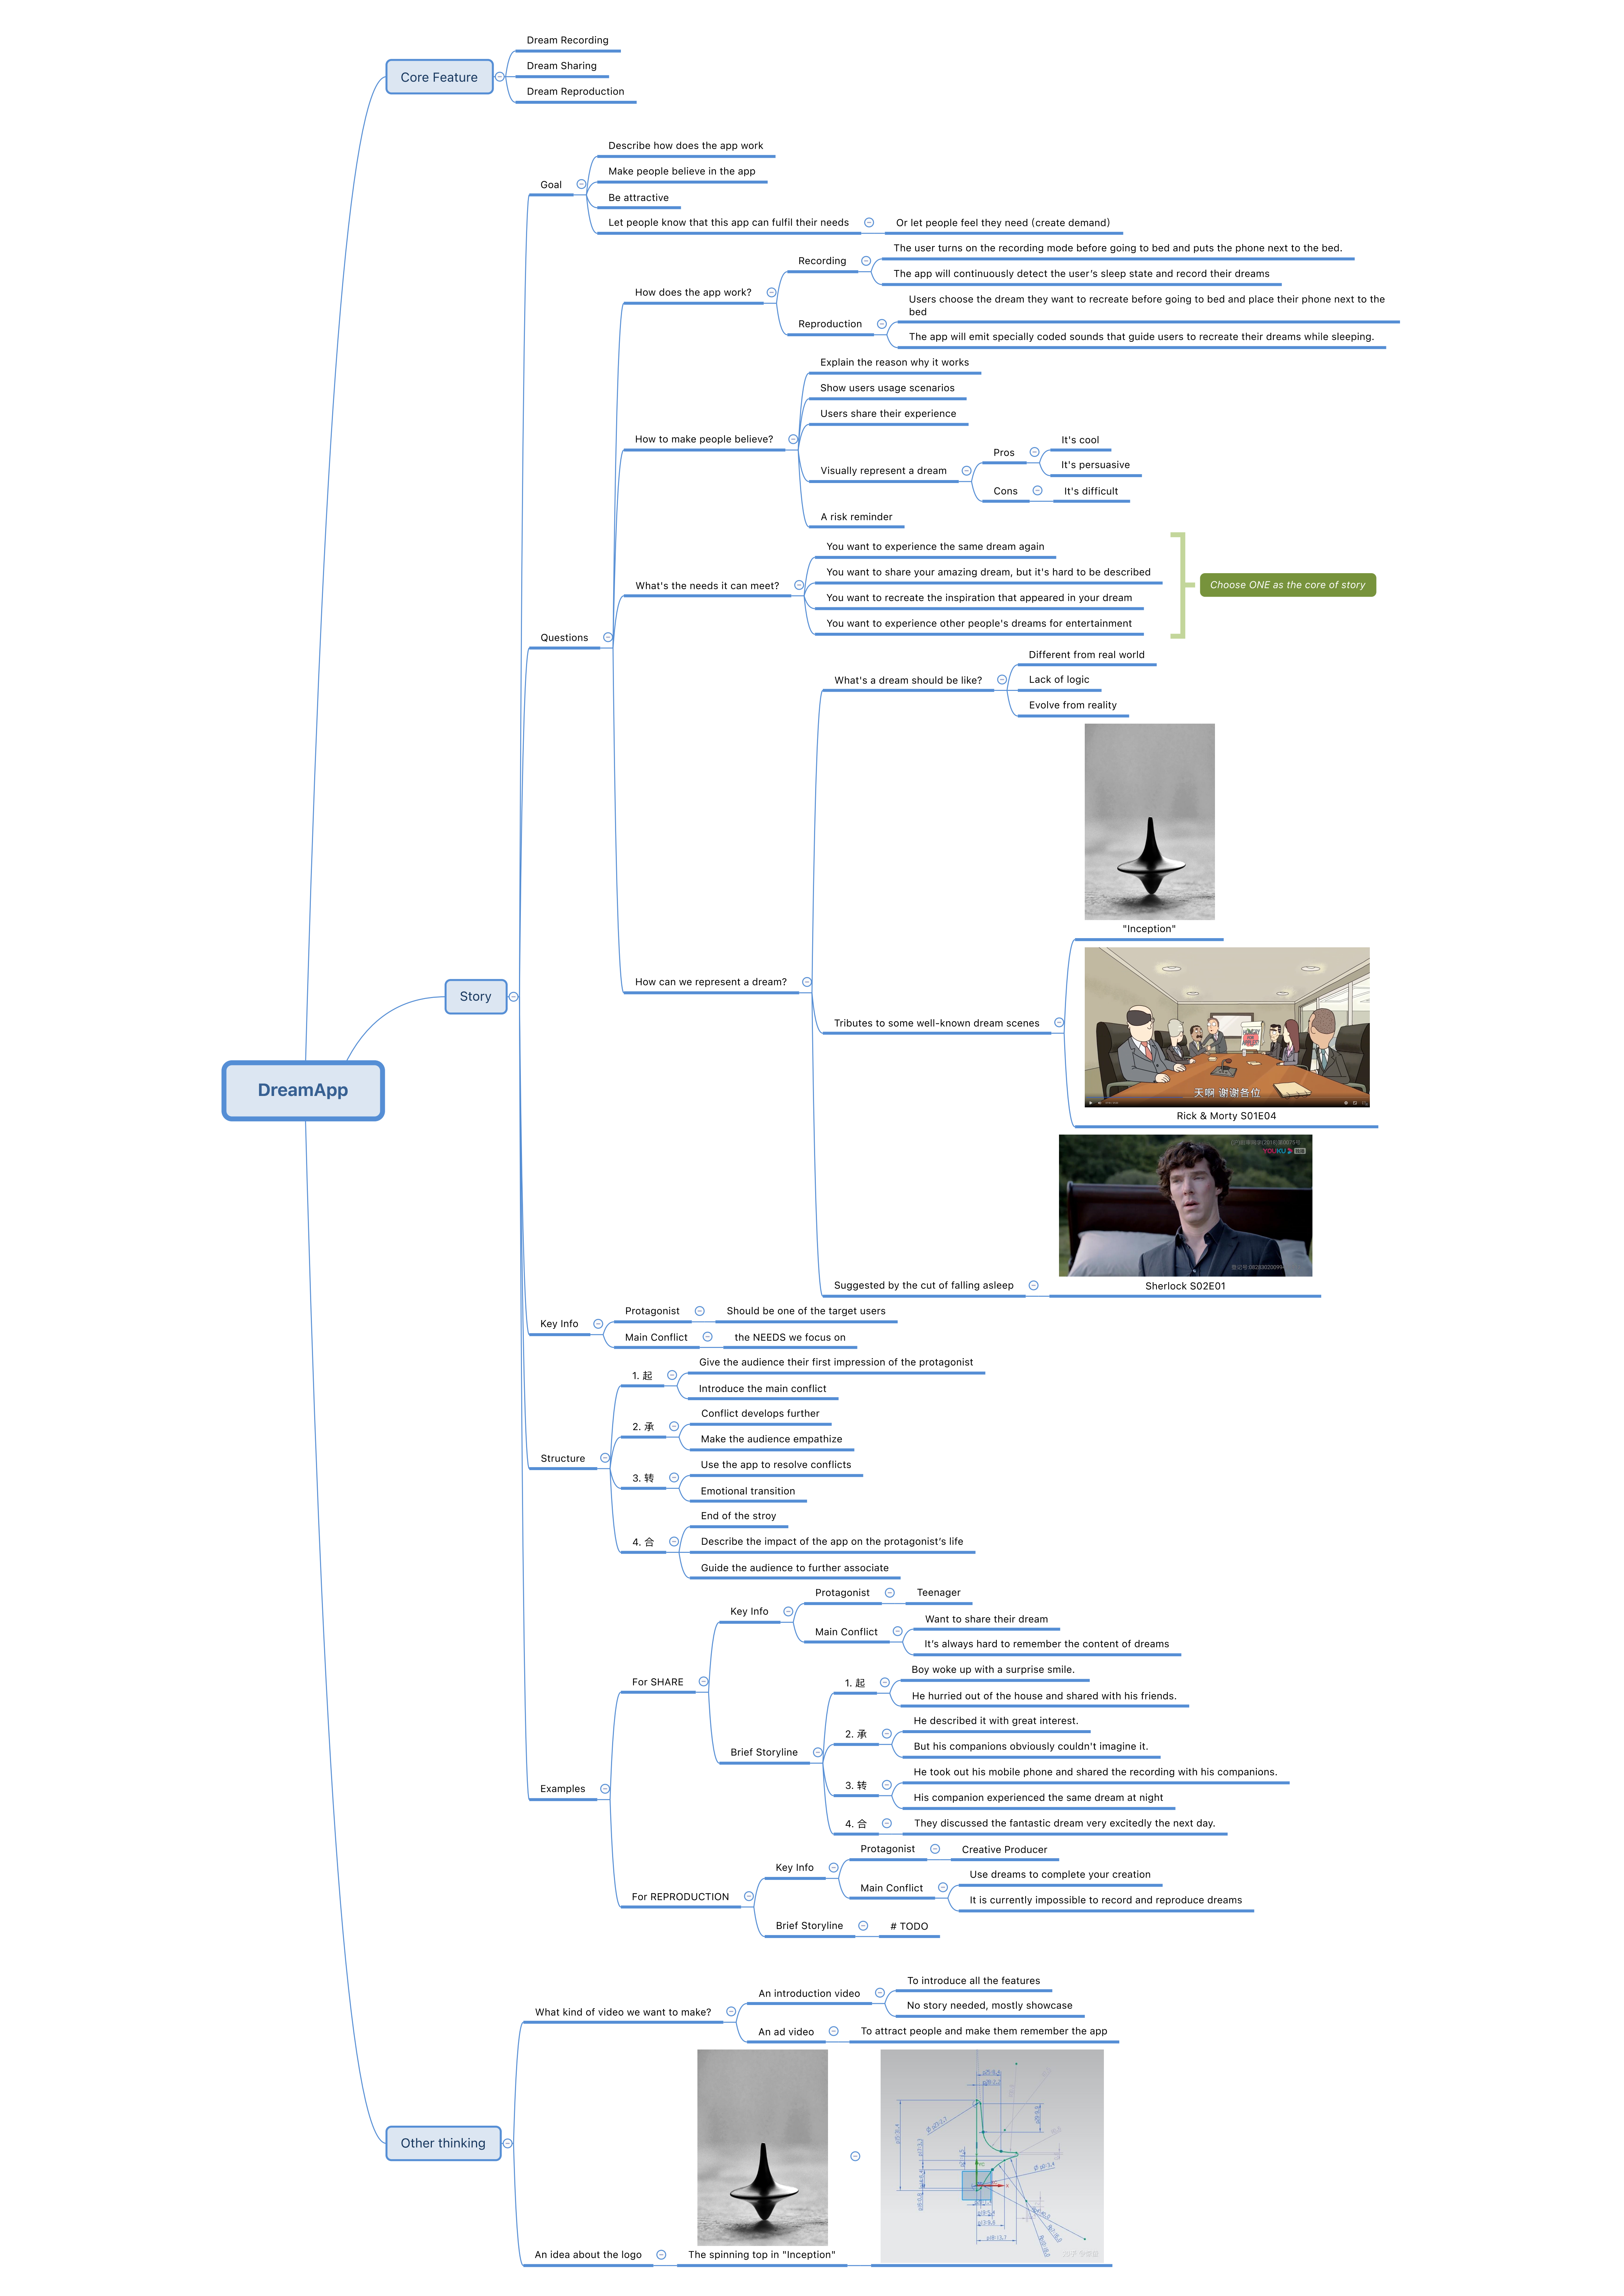 Dream Recording
Core Feature
Dream Sharing
Dream Reproduction
Describe how does the app work
Make people believe in the app
Goal
Be attractive
Let people know that this app can fulfil their needs
Or let people feel they need (create demand)
The user turns on the recording mode before going to bed and puts the phone next to the bed.
Recording
The app will continuously detect the user's sleep state and record their dreams
How does the app work?
Users choose the dream they want to recreate before going to bed and place their phone next to the
bed
Reproduction
The app will emit specially coded sounds that guide users to recreate their dreams while sleeping.
Explain the reason why it works
Show users usage scenarios
Users share their experience
How to make people believe?
It's cool
Pros
It's persuasive
Visually represent a dream
Cons
It's difficult
A risk reminder
You want to experience the same dream again
You want to share your amazing dream, but it's hard to be described
What's the needs it can meet?
Choose ONE as the core of story
You want to recreate the inspiration that appeared in your dream
You want to experience other people's dreams for entertainment
Questions
Different from real world
What's a dream should be like?
Lack of logic
Evolve from reality
"Inception"
How can we represent a dream?
Story
Tributes to some well-known dream scenes
HUNGRY
FOR
APPLES?
天啊 谢谢各位
Rick & Morty S01E04
DreamApp
YOUKU
Suggested by the cut of falling asleep
Sherlock S02E01
Protagonist
Should be one of the target users
Key Info
Main Conflict
the NEEDS we focus on
Give the audience their first impression of the protagonist
1. 起
Introduce the main conflict
Conflict develops further
2. 承
Make the audience empathize
Structure
Use the app to resolve conflicts
3. 转
Emotional transition
End of the stroy
4. 合
Describe the impact of the app on the protagonist's life
Guide the audience to further associate
Protagonist
Teenager
Key Info
Want to share their dream
Main Conflict
It's always hard to remember the content of dreams
For SHARE
Boy woke up with a surprise smile.
1. 起
He hurried out of the house and shared with his friends.
He described it with great interest.
2. 承
But his companions obviously couldn't imagine it.
Brief Storyline
He took out his mobile phone and shared the recording with his companions.
3. 转
His companion experienced the same dream at night
Examples
4. 合
They discussed the fantastic dream very excitedly the next day.
Protagonist
Creative Producer
Key Info
Use dreams to complete your creation
Main Conflict
It is currently impossible to record and reproduce dreams
For REPRODUCTION
Brief Storyline
# TODO
To introduce all the features
An introduction video
No story needed, mostly showcase
What kind of video we want to make?
An ad video
To attract people and make them remember the app
Other thinking
An idea about the logo
The spinning top in "Inception"